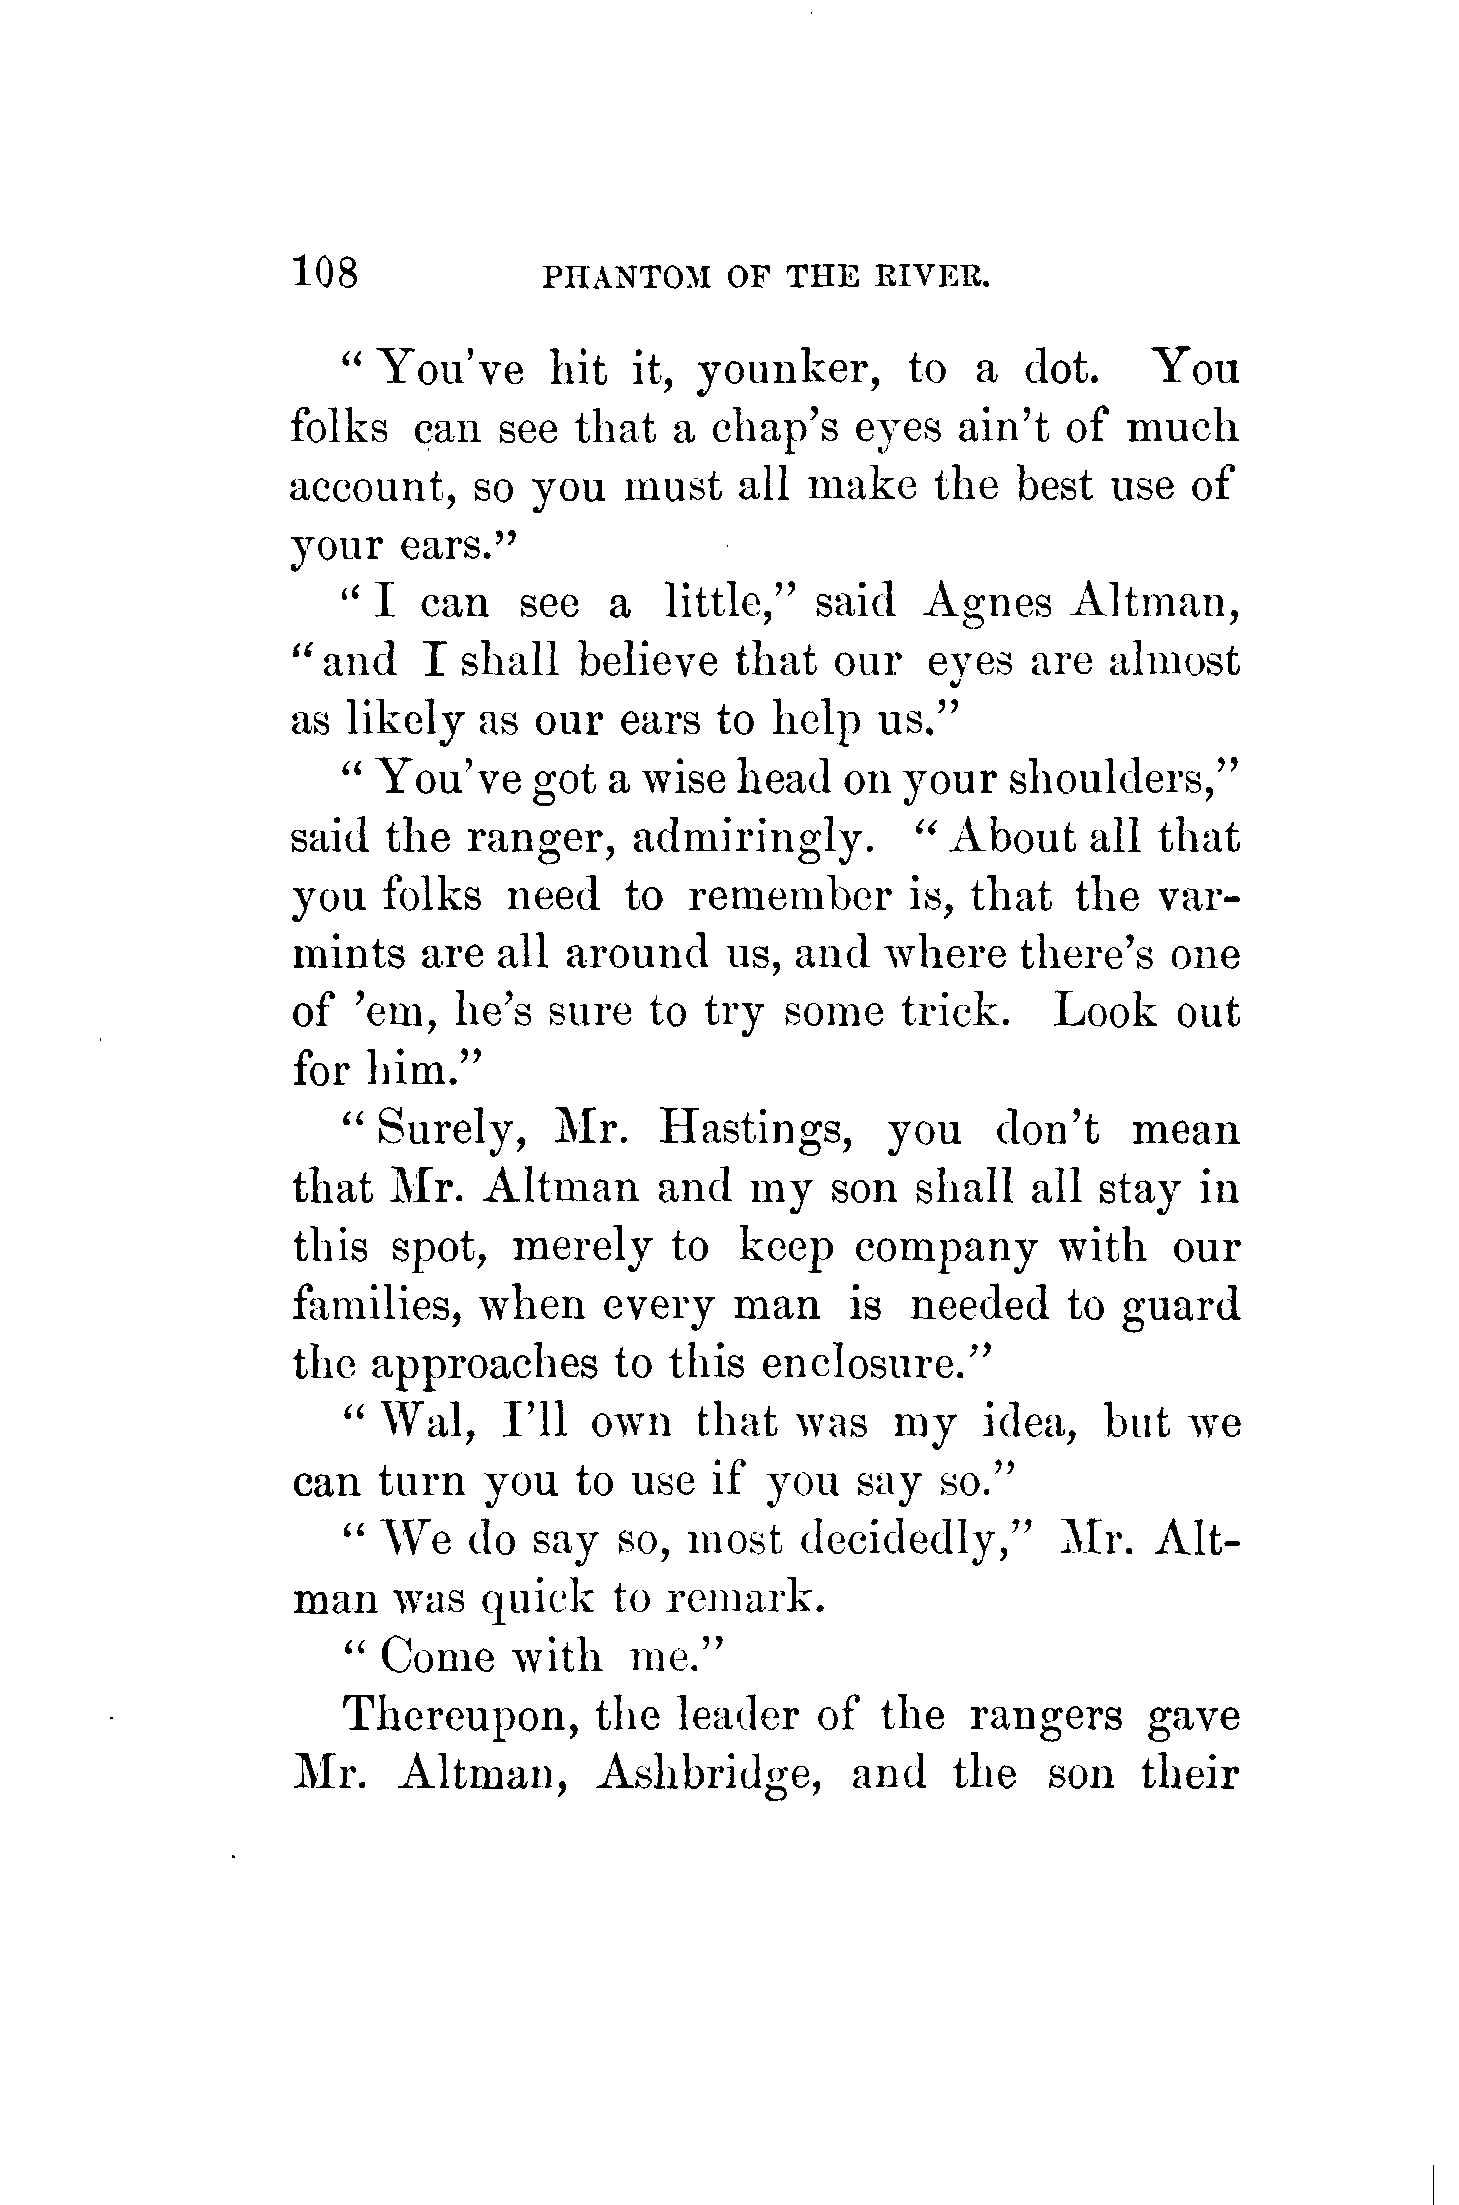 108 PHANTOM OF THE RIVER.
“ You’ve hit it, younker, to a dot. You
folks can see that a chap’s eyes ain’t of much
account, so you must all make the best use of
your ears.”
“ I can see a little,” said Agnes Altman,
“ and I shall believe that our eyes are almost
as likely as our ears to help us.”
“ You’ve got a wise head on your shoulders,”
said the ranger, admiringly. “ About all that
you folks need to remember is, that the var-
mints are all around us, and where there’s one
of ’em, he’s sure to try some trick. Look out
for him.”
“ Surely, Mr. Hastings, you don’t mean
that Mr. Altman and my son shall all stay in
this spot, merely to keep company with our
families, when every man is needed to guard
the approaches to this enclosure.”
“ Wal, I’ll own that was my idea, but we
can turn you to use if you say so.”
“ We do say so, most decidedly,” Mr. Alt-
man was quick to remark.
“ Come with me.”
Thereupon, the leader of the rangers gave
Mr. Altman, Ashbridge, and the son their